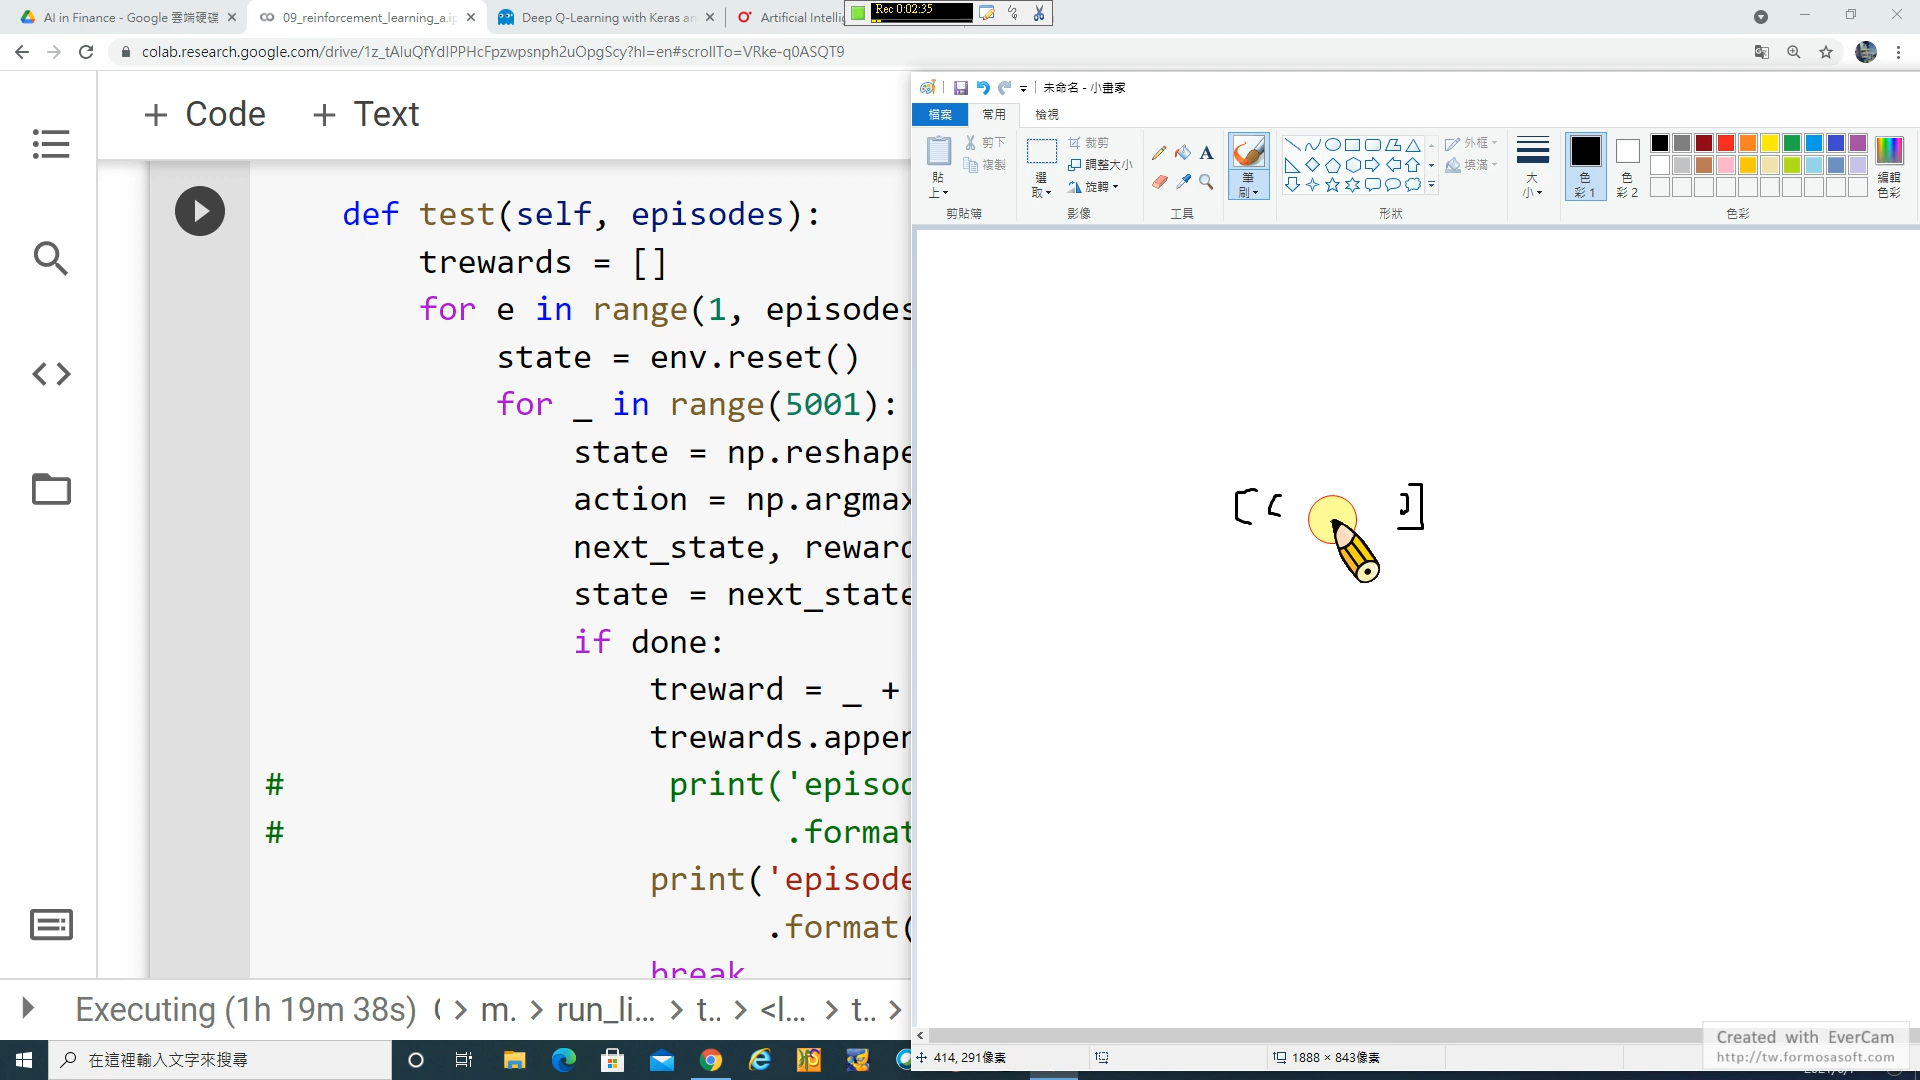 AI in Finance - Google 雲端硬碟
09_reinforcement_learning_a.ip
Deep Q-Learning with Keras an
Artificial Intellig
Rec 0:02:35
colab.research.google.com/drive/1z_tAluQfYdIPPHcFpzwpsnph2uOpgScy?hl=en#scrollTo=VRke-q0ASQT9
+ Code + Text
def test(self, episodes):
trewards = []
for e in range(1, episodes
state = env.reset()
for _ in range(5001):
state = np.reshape
action = np.argmax
next_state, reward
state = next_state
if done:
treward = _ +
trewards.appen
# print('episod
# .format
print('episode
.format(
break
Executing (1h 19m 38s) > m. > run_li... > t.. > <l... > t.. >
未命名 - 小畫家
檔案 常用 檢視
貼上 剪下 複製
剪貼簿
選取 裁剪 調整大小 旋轉
影像
A
工具
筆刷
形狀
外框 填滿
大小
色彩 1 色彩 2
色彩
編輯色彩
414, 291像素
1888 × 843像素
在這裡輸入文字來搜尋
Created with EverCam
http://tw.formosasoft.com